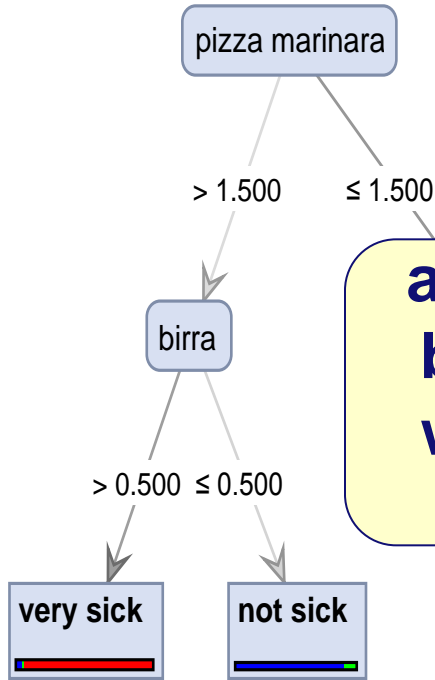 pizza marinara
> 1.500 ≤ 1.500
birra
> 0.500 ≤ 0.500
very sick
not sick